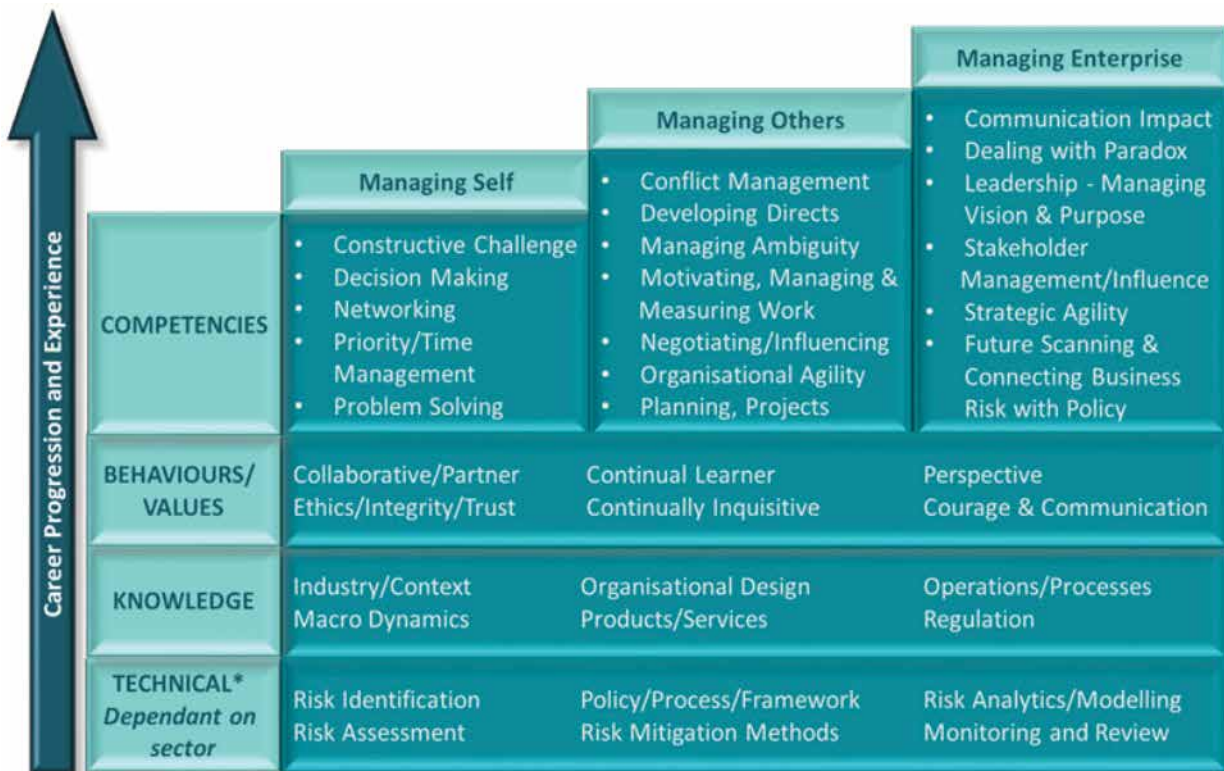 Career Progression and Experience
Managing Enterprise
• Communication Impact
• Dealing with Paradox
• Leadership - Managing
Vision & Purpose
• Stakeholder
Management/Influence
• Strategic Agility
• Future Scanning &
Connecting Business
Risk with Policy
Managing Others
• Conflict Management
• Developing Directs
• Managing Ambiguity
• Motivating, Managing &
Measuring Work
• Negotiating/Influencing
• Organisational Agility
• Planning, Projects
Managing Self
• Constructive Challenge
• Decision Making
• Networking
• Priority/Time
Management
• Problem Solving
COMPETENCIES
BEHAVIOURS/
VALUES
Collaborative/Partner
Ethics/Integrity/Trust
Continual Learner
Continually Inquisitive
Perspective
Courage & Communication
KNOWLEDGE
Industry/Context
Macro Dynamics
Organisational Design
Products/Services
Operations/Processes
Regulation
TECHNICAL*
Dependant on
sector
Risk Identification
Risk Assessment
Policy/Process/Framework
Risk Mitigation Methods
Risk Analytics/Modelling
Monitoring and Review